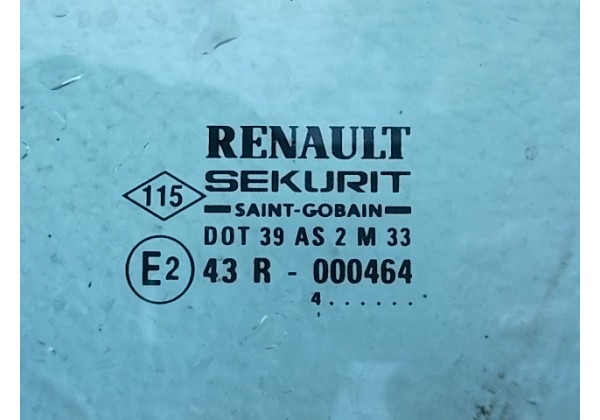 RENAULT
115
SEKURIT
SAINT-GOBAIN
DOT 39 AS 2 M 33
E2
43 R - 000464
4......